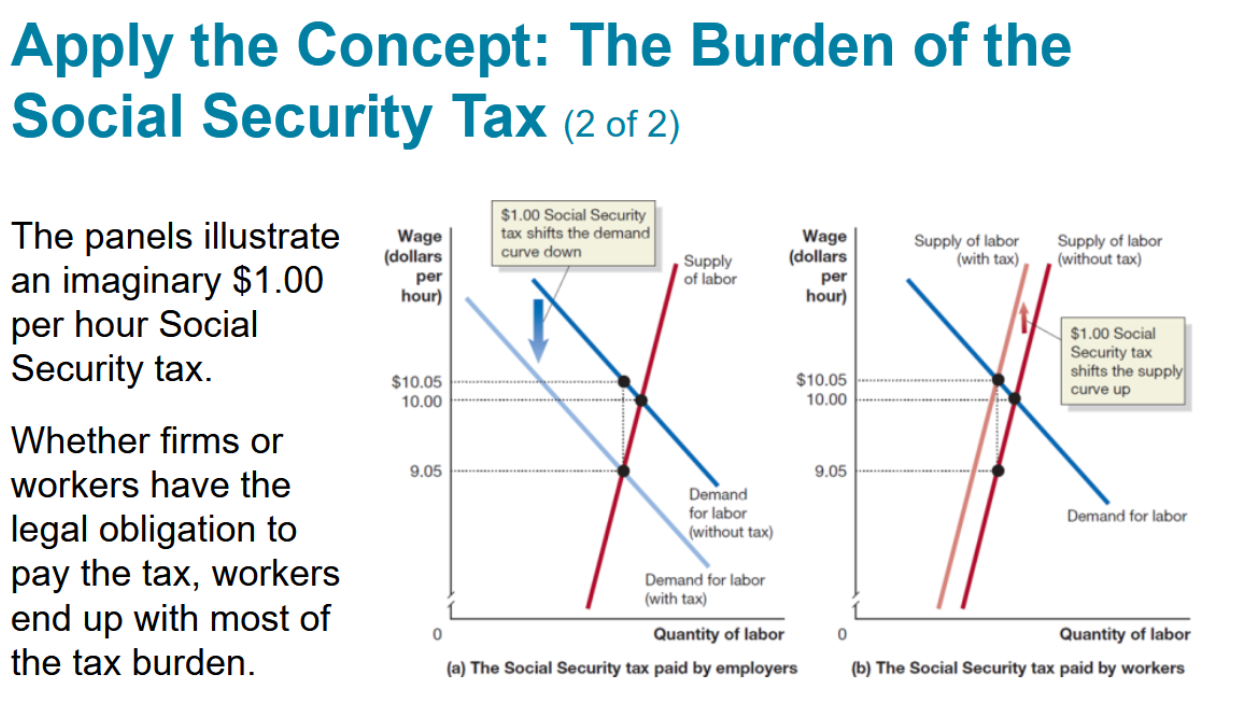 Apply the Concept: The Burden of the
Social Security Tax (2 of 2)
The panels illustrate
an imaginary $1.00
per hour Social
Security tax.
Whether firms or
workers have the
legal obligation to
pay the tax, workers
end up with most of
the tax burden.
$1.00 Social Security
tax shifts the demand
curve down
Wage
(dollars
per
hour)
Supply
of labor
$10.05
10.00
9.05
Demand
for labor
(without tax)
Demand for labor
(with tax)
0
Quantity of labor
(a) The Social Security tax paid by employers
Wage
(dollars
per
hour)
Supply of labor
(with tax)
Supply of labor
(without tax)
$1.00 Social
Security tax
shifts the supply
curve up
$10.05
10.00
9.05
Demand for labor
0
Quantity of labor
(b) The Social Security tax paid by workers